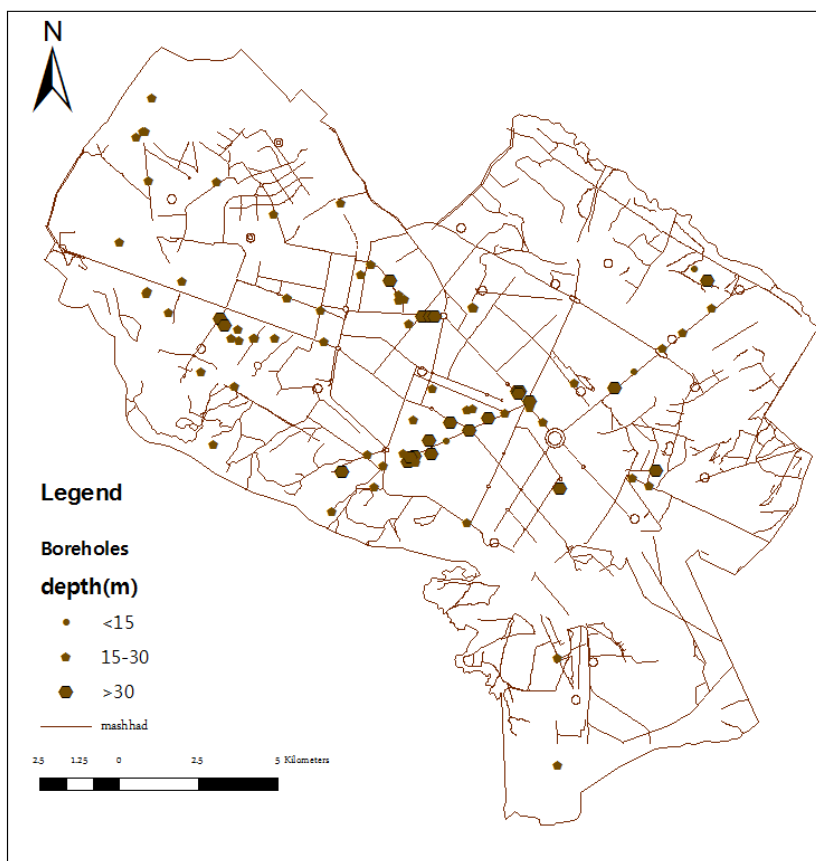 N
Legend
Boreholes
depth(m)
<15
15-30
>30
mashhad
2.5 1.25 0 2.5 5 Kilometers